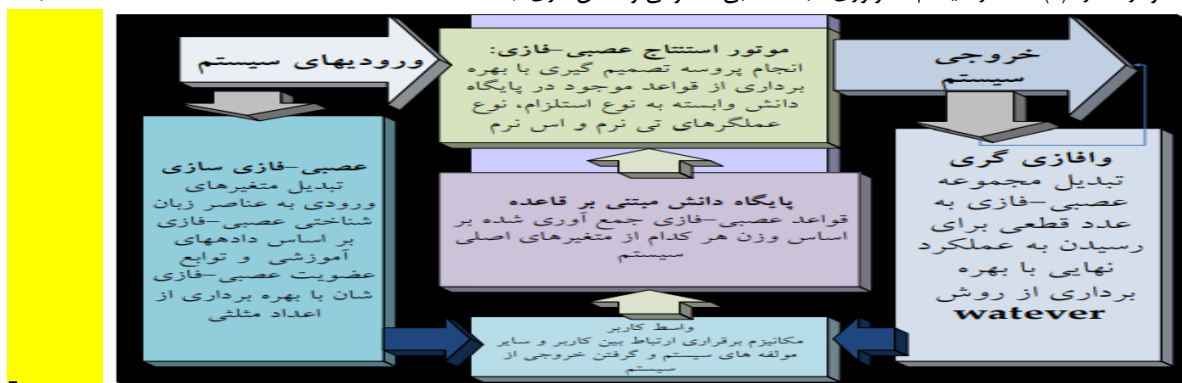 ورودیهای سیستم
موتور استنتاج عصبی-فازی:
انجام پروسه تصمیم گیری با بهره
برداری از قواعد موجود در پایگاه
دانش وابسته به نوع استلزام، نوع
عملگرهای تی نرم و اس نرم
خروجی
سیستم
عصبی-فازی سازی
تبدیل متغیرهای
ورودی به عناصر زبان
شناختی عصبی-فازی
بر اساس دادههای
آموزشی و توابع
عضویت عصبی-فازی
شان با بهره برداری از
اعداد مثلثی
پایگاه دانش مبتنی بر قاعده
قواعد عصبی-فازی جمع آوری شده بر
اساس وزن هر کدام از متغیرهای اصلی
سیستم
وافازی گری
تبدیل مجموعه
عصبی-فازی به
عدد قطعی برای
رسیدن به عملکرد
نهایی با بهره
برداری از روش
watever
واسط کاربر
مکانیزم برقراری ارتباط بین کاربر و سایر
مولفه های سیستم و گرفتن خروجی از
سیستم